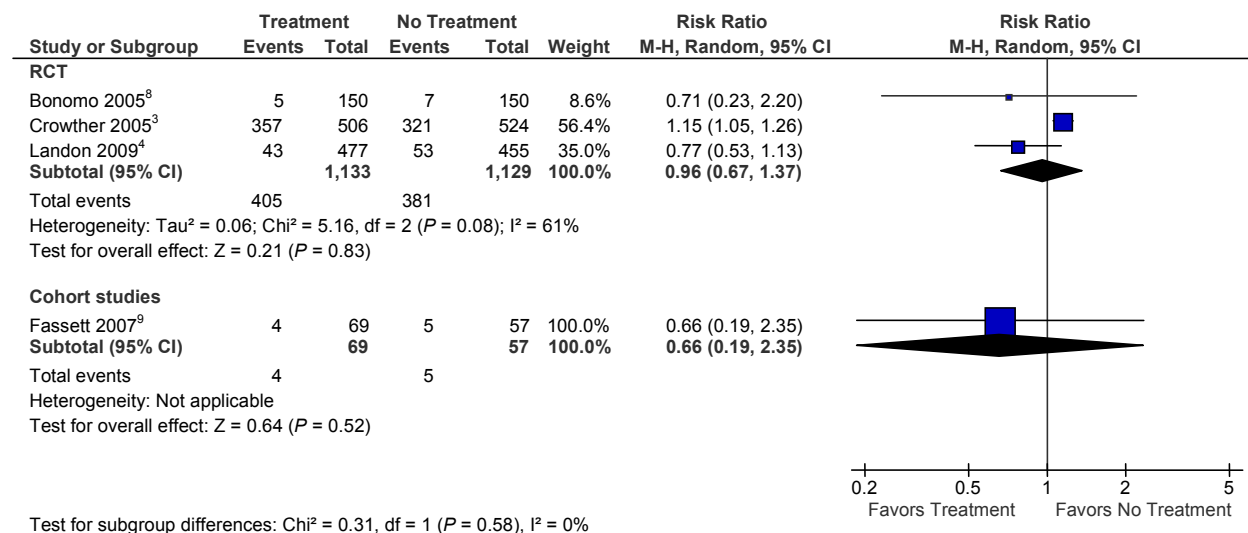 Treatment No Treatment Risk Ratio Risk Ratio
Study or Subgroup Events Total Events Total Weight M-H, Random, 95% CI M-H, Random, 95% CI
RCT
Bonomo 2005⁸ 5 150 7 150 8.6% 0.71 (0.23, 2.20)
Crowther 2005³ 357 506 321 524 56.4% 1.15 (1.05, 1.26)
Landon 2009⁴ 43 477 53 455 35.0% 0.77 (0.53, 1.13)
Subtotal (95% CI) 1,133 1,129 100.0% 0.96 (0.67, 1.37)
Total events 405 381
Heterogeneity: Tau² = 0.06; Chi² = 5.16, df = 2 (P = 0.08); I² = 61%
Test for overall effect: Z = 0.21 (P = 0.83)
Cohort studies
Fassett 2007⁹ 4 69 5 57 100.0% 0.66 (0.19, 2.35)
Subtotal (95% CI) 69 57 100.0% 0.66 (0.19, 2.35)
Total events 4 5
Heterogeneity: Not applicable
Test for overall effect: Z = 0.64 (P = 0.52)
0.2 0.5 1 2 5
Favors Treatment Favors No Treatment
Test for subgroup differences: Chi² = 0.31, df = 1 (P = 0.58), I² = 0%